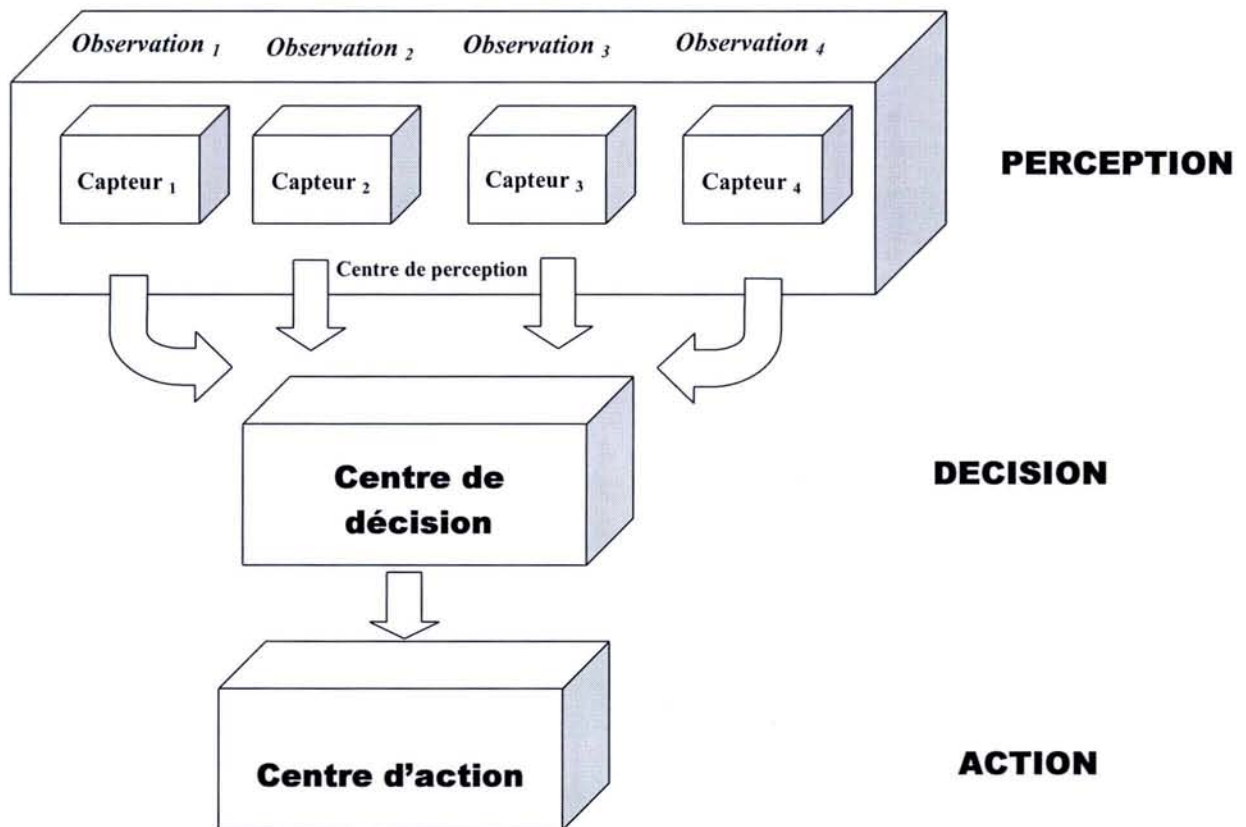 Observation 1 Observation 2 Observation 3 Observation 4
Capteur 1 Capteur 2 Capteur 3 Capteur 4
PERCEPTION
Centre de perception
Centre de
décision
DECISION
Centre d'action
ACTION